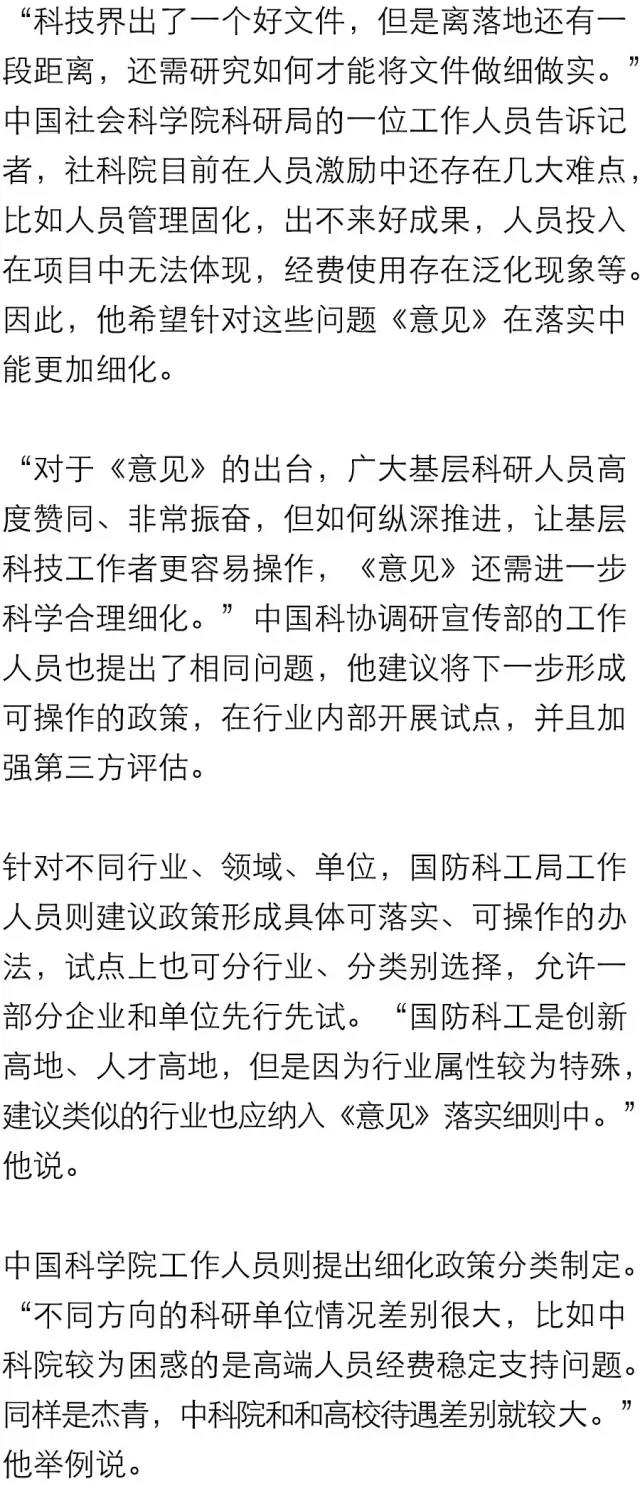 “科技界出了一个好文件，但是离落地还有一
段距离，还需研究如何才能将文件做细做实。”
中国社会科学院科研局的一位工作人员告诉记
者，社科院目前在人员激励中还存在几大难点，
比如人员管理固化，出不来好成果，人员投入
在项目中无法体现，经费使用存在泛化现象等。
因此，他希望针对这些问题《意见》在落实中
能更加细化。
“对于《意见》的出台，广大基层科研人员高
度赞同、非常振奋，但如何纵深推进，让基层
科技工作者更容易操作，《意见》还需进一步
科学合理细化。”中国科协调研宣传部的工作
人员也提出了相同问题，他建议将下一步形成
可操作的政策，在行业内部开展试点，并且加
强第三方评估。
针对不同行业、领域、单位，国防科工局工作
人员则建议政策形成具体可落实、可操作的办
法，试点上也可分行业、分类别选择，允许一
部分企业和单位先行先试。“国防科工是创新
高地、人才高地，但是因为行业属性较为特殊，
建议类似的行业也应纳入《意见》落实细则中。”
他说。
中国科学院工作人员则提出细化政策分类制定。
“不同方向的科研单位情况差别很大，比如中
科院较为困惑的是高端人员经费稳定支持问题。
同样是杰青，中科院和和高校待遇差别就较大。”
他举例说。